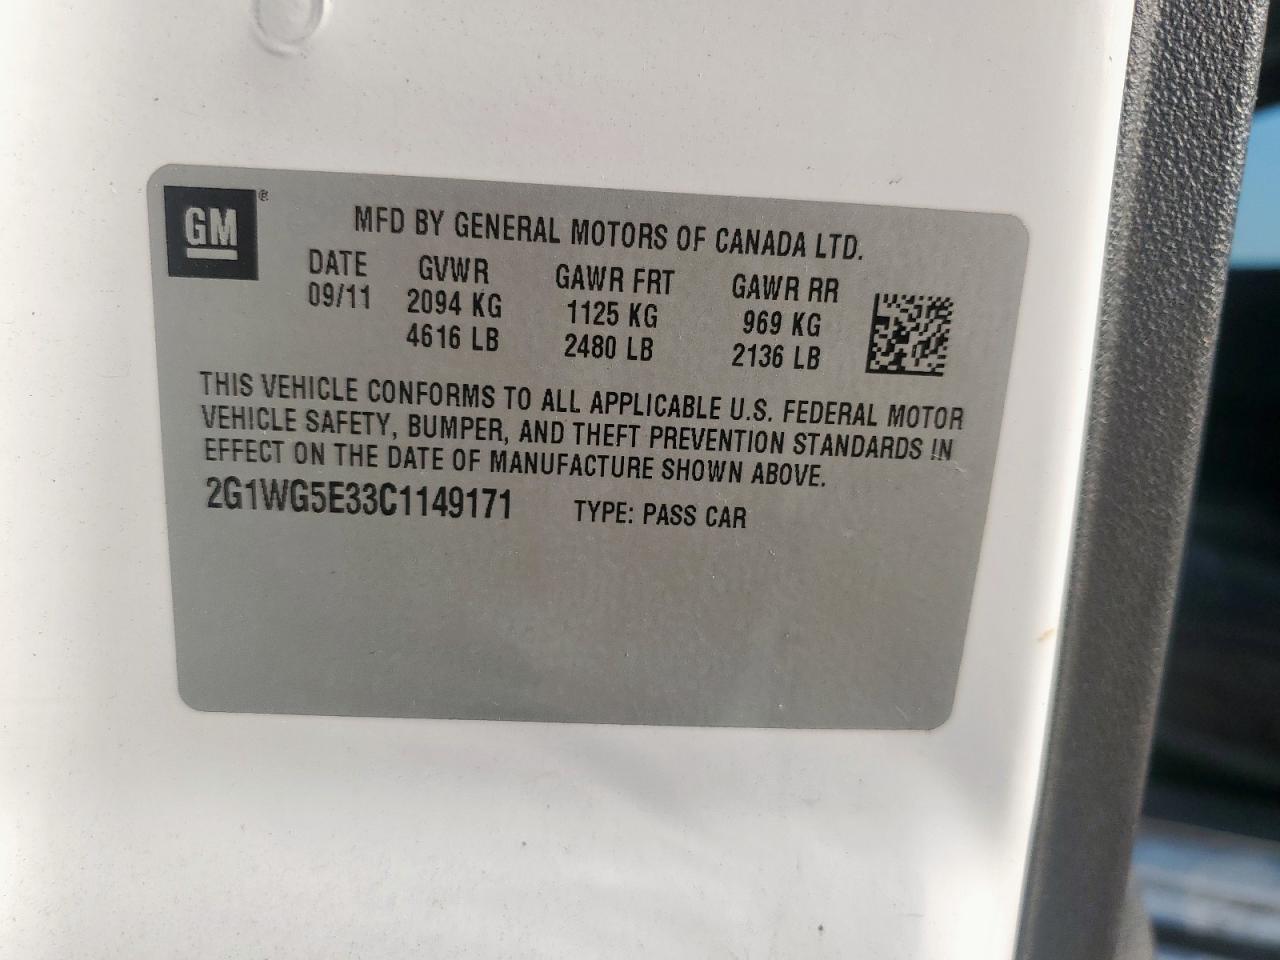 GM®
MFD BY GENERAL MOTORS OF CANADA LTD.
DATE GVWR GAWR FRT GAWR RR
09/11 2094 KG 1125 KG 969 KG
4616 LB 2480 LB 2136 LB
THIS VEHICLE CONFORMS TO ALL APPLICABLE U.S. FEDERAL MOTOR
VEHICLE SAFETY, BUMPER, AND THEFT PREVENTION STANDARDS IN
EFFECT ON THE DATE OF MANUFACTURE SHOWN ABOVE.
2G1WG5E33C1149171 TYPE: PASS CAR